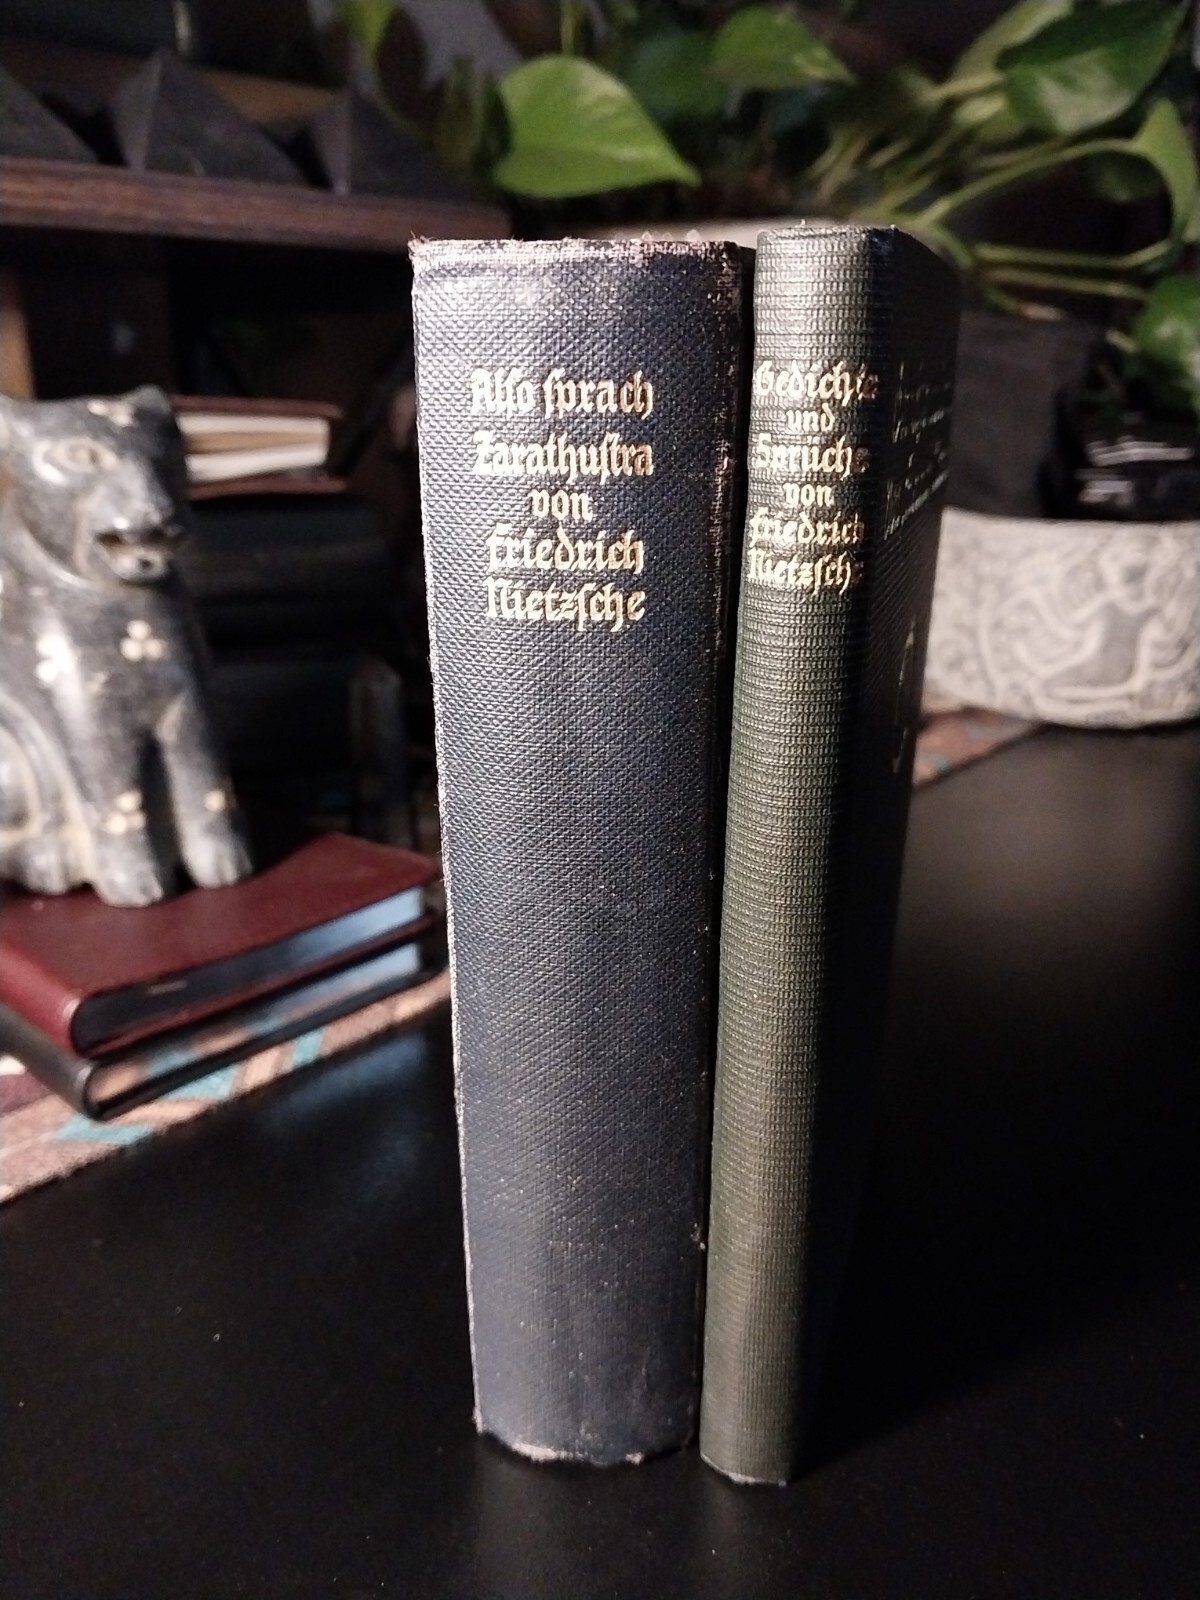 Alſo ſprach
Zarathuſtra
von
Friedrich
Nietzſche
Gedichte
und
Sprüche
von
Friedrich
Nietzſche